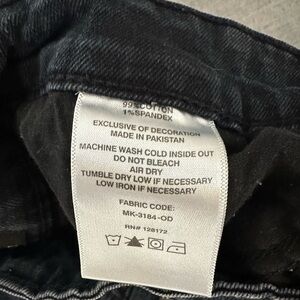 99% COTTON
1% SPANDEX
EXCLUSIVE OF DECORATION
MADE IN PAKISTAN
MACHINE WASH COLD INSIDE OUT
DO NOT BLEACH
AIR DRY
TUMBLE DRY LOW IF NECESSARY
LOW IRON IF NECESSARY
FABRIC CODE:
MK-3184-OD
RN# 128172